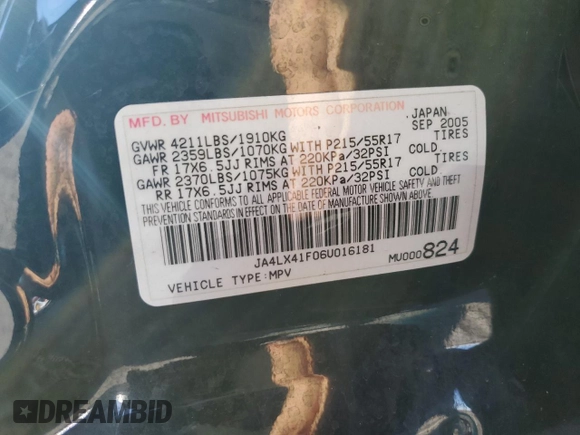 MFD. BY MITSUBISHI MOTORS CORPORATION JAPAN
GVWR 4211LBS/1910KG SEP 2005
GAWR 2359LBS/1070KG WITH P215/55R17 TIRES
FR 17X6.5JJ RIMS AT 220KPa/32PSI COLD.
GAWR 2370LBS/1075KG WITH P215/55R17 TIRES
RR 17X6.5JJ RIMS AT 220KPa/32PSI COLD.
THIS VEHICLE CONFORMS TO ALL APPLICABLE FEDERAL MOTOR VEHICLE SAFETY AND THEFT
PREVENTION STANDARDS IN EFFECT ON THE DATE OF MANUFACTURE SHOWN ABOVE.
JA4LX41F06U016181
MU000824
VEHICLE TYPE:MPV
DREAMBID